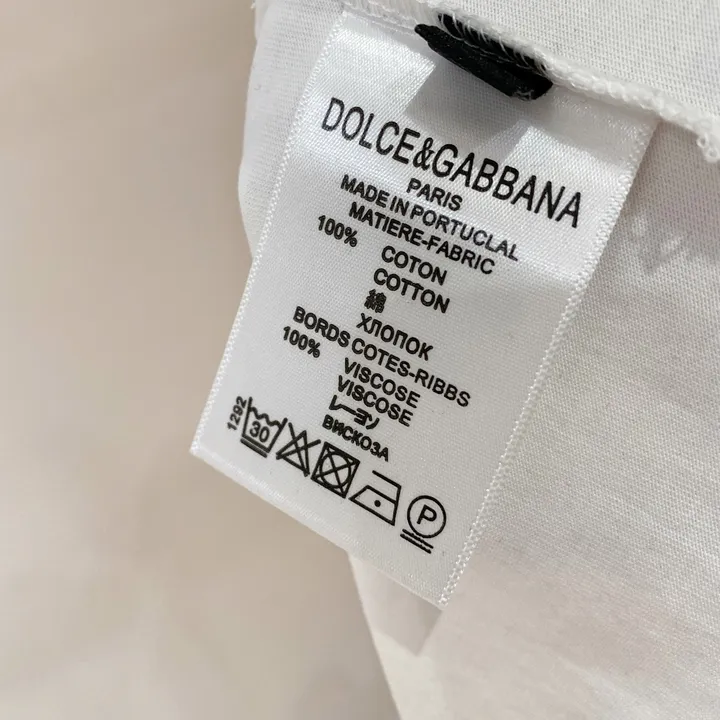 DOLCE&GABBANA
PARIS
MADE IN PORTUCLAL
MATIERE-FABRIC
100% COTON
COTTON
綿
ХЛОПОК
BORDS COTES-RIBBS
100% VISCOSE
VISCOSE
レーヨン
ВИСКОЗА
1292
30
P